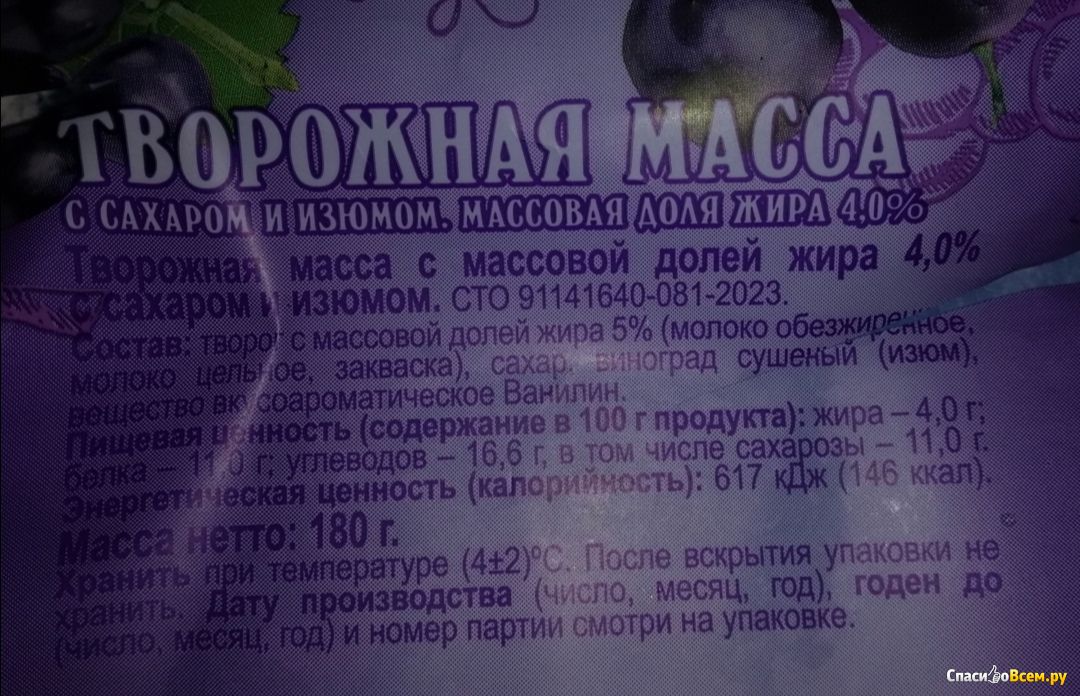 ТВОРОЖНАЯ МАССА
С САХАРОМ И ИЗЮМОМ. МАССОВАЯ ДОЛЯ ЖИРА 4,0%
Творожная масса с массовой долей жира 4,0%
с сахаром и изюмом. СТО 91141640-081-2023.
Состав: творог с массовой долей жира 5% (молоко обезжиренное,
молоко цельное, закваска), сахар, виноград сушеный (изюм),
вещество вкусоароматическое Ванилин.
Пищевая ценность (содержание в 100 г продукта): жира – 4,0 г;
белка – 11,0 г; углеводов – 16,6 г, в том числе сахарозы – 11,0 г.
Энергетическая ценность (калорийность): 617 кДж (146 ккал).
Масса нетто: 180 г.
Хранить при температуре (4±2)°С. После вскрытия упаковки не
хранить. Дату производства (число, месяц, год), годен до
(число, месяц, год) и номер партии смотри на упаковке.
СпасибоВсем.ру